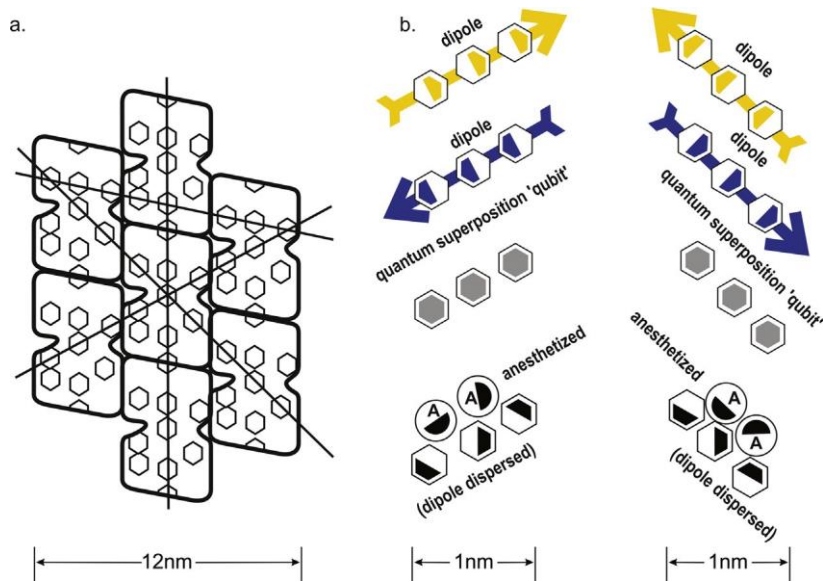 a.
b.
dipole
dipole
quantum superposition 'qubit'
A
A
anesthetized
(dipole dispersed)
dipole
dipole
quantum superposition 'qubit'
anesthetized
A
A
(dipole dispersed)
12nm
1nm
1nm